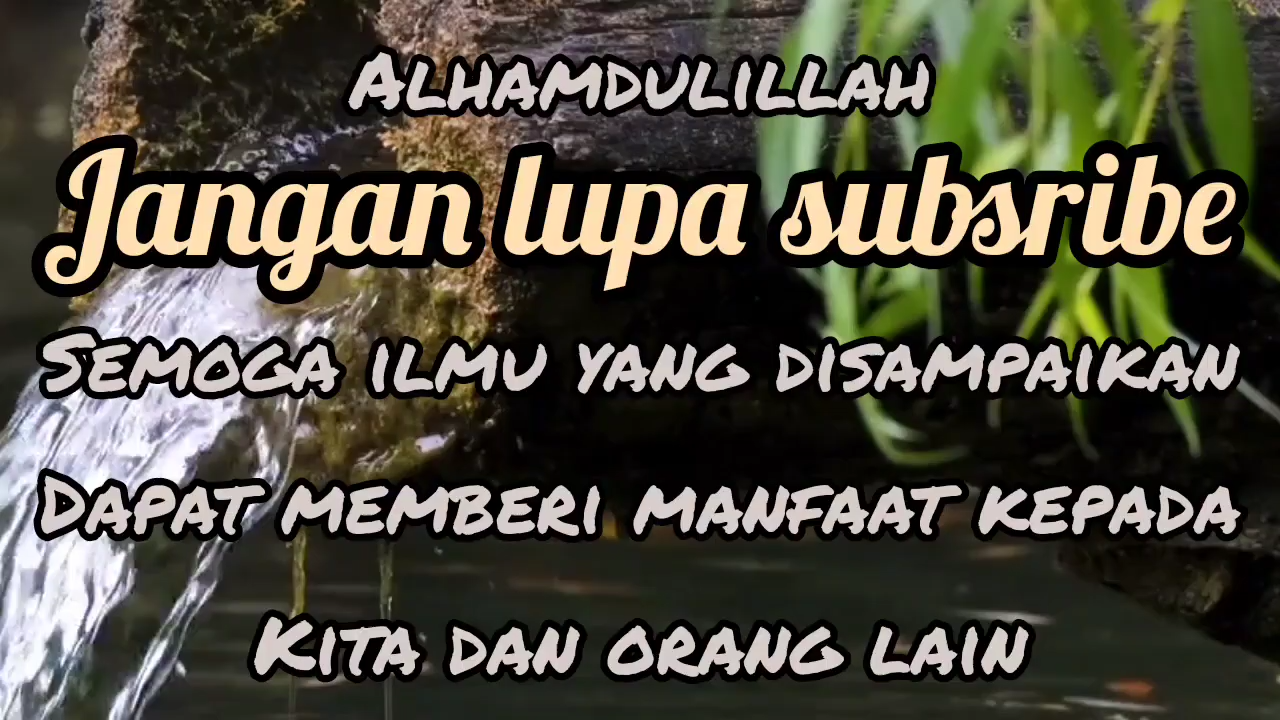 Alhamdulillah
Jangan lupa subsribe
Semoga ilmu yang disampaikan
Dapat memberi manfaat kepada
Kita dan orang lain